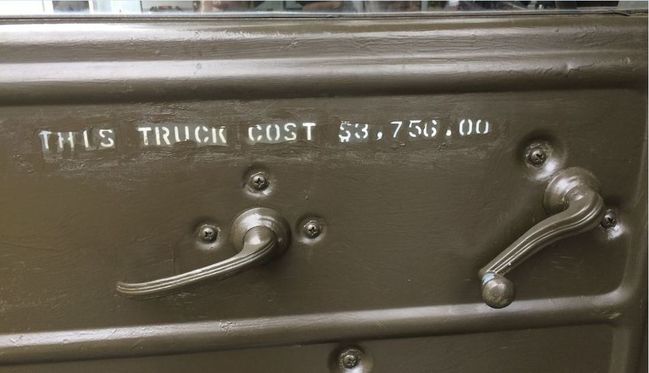 THIS TRUCK COST $3,756.00